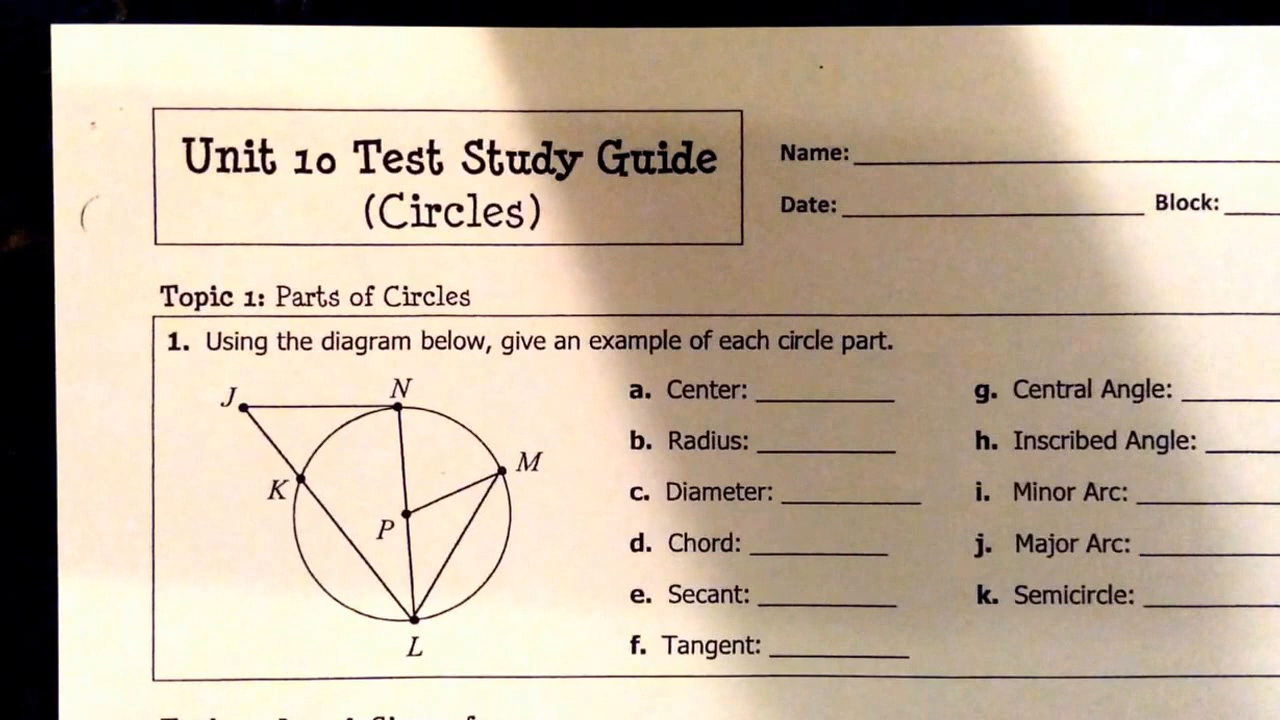 Unit 10 Test Study Guide
(Circles)
Name:
Date: Block:
Topic 1: Parts of Circles
1. Using the diagram below, give an example of each circle part.
J
N
M
K
P
L
a. Center:
b. Radius:
c. Diameter:
d. Chord:
e. Secant:
f. Tangent:
g. Central Angle:
h. Inscribed Angle:
i. Minor Arc:
j. Major Arc:
k. Semicircle: